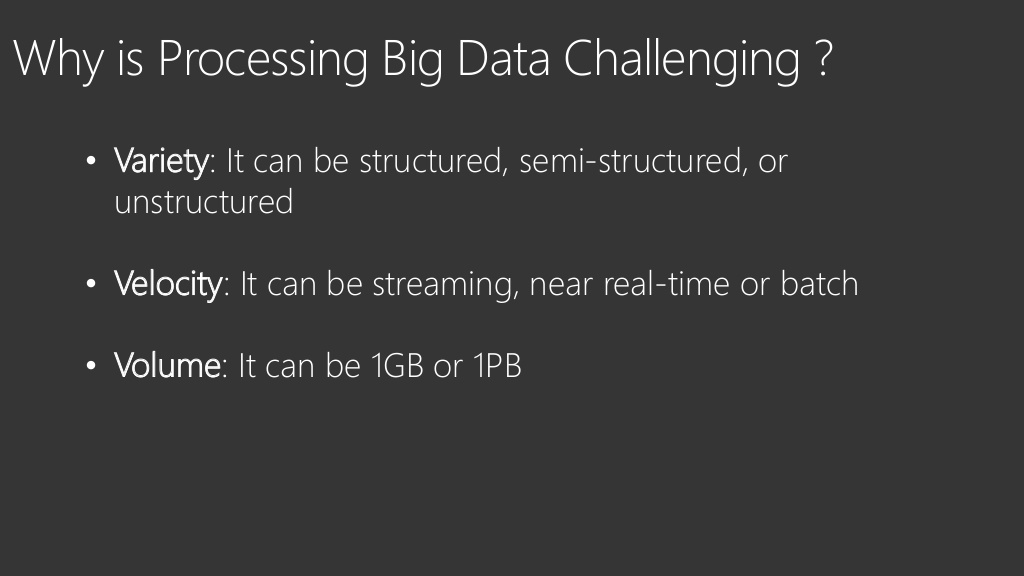 Why is Processing Big Data Challenging ?
• Variety: It can be structured, semi-structured, or
unstructured
• Velocity: It can be streaming, near real-time or batch
• Volume: It can be 1GB or 1PB